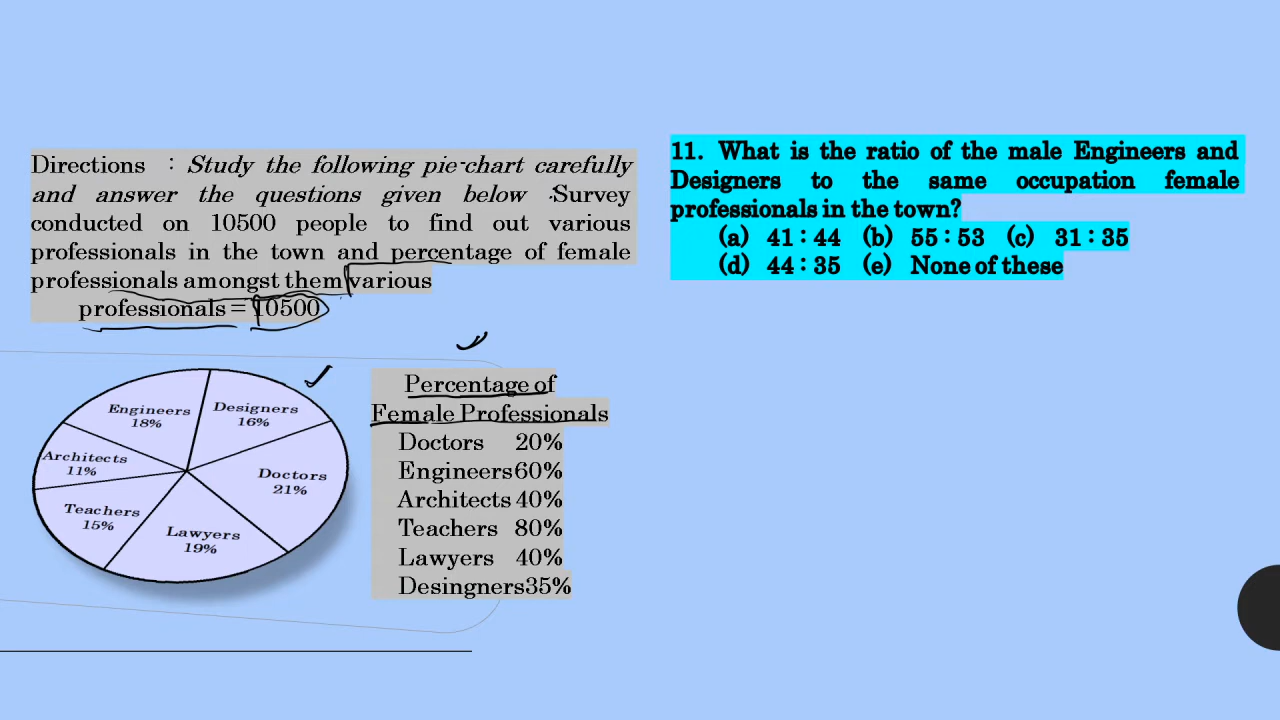 Directions : Study the following pie-chart carefully
and answer the questions given below :Survey
conducted on 10500 people to find out various
professionals in the town and percentage of female
professionals amongst them various
professionals = 10500
Engineers
18%
Designers
16%
Architects
11%
Doctors
21%
Teachers
15%
Lawyers
19%
Percentage of
Female Professionals
Doctors 20%
Engineers60%
Architects 40%
Teachers 80%
Lawyers 40%
Desingners35%
11. What is the ratio of the male Engineers and
Designers to the same occupation female
professionals in the town?
(a) 41 : 44 (b) 55 : 53 (c) 31 : 35
(d) 44 : 35 (e) None of these